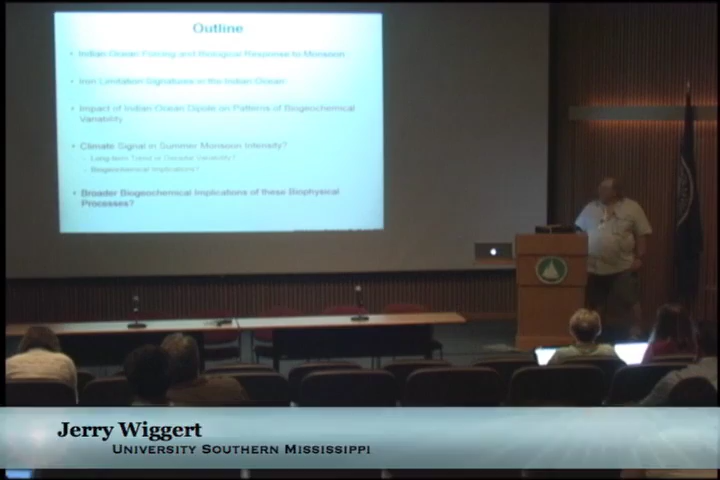 Outline
• Indian Ocean Forcing and Biological Response to Monsoon
• Iron Limitation Signatures in the Indian Ocean
• Impact of Indian Ocean Dipole on Patterns of Biogeochemical
Variability
• Climate Signal in Summer Monsoon Intensity?
– Long-term Trend or Decadal Variability?
– Biogeochemical Implications?
• Broader Biogeochemical Implications of these Biophysical
Processes?
Jerry Wiggert
University Southern Mississippi